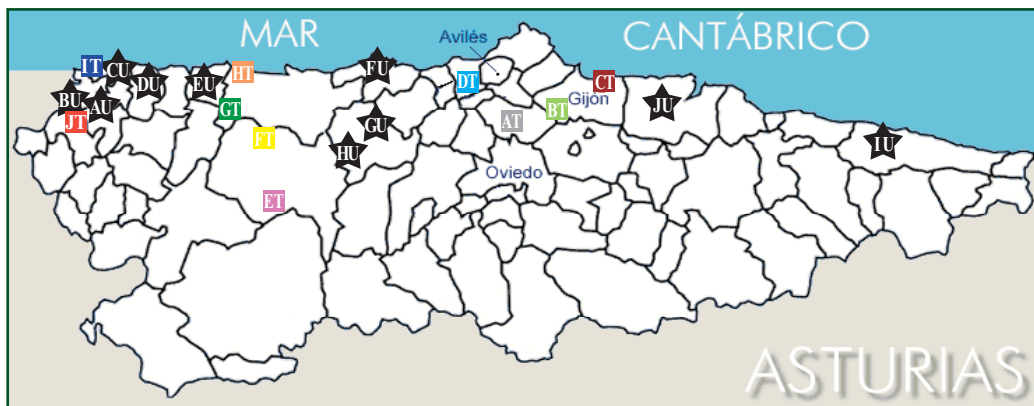 MAR
CANTÁBRICO
Avilés
IT
CU
DU
EU
HT
FU
DT
CT
BU
AU
JT
GT
GU
AT
BT
Gijón
JU
FT
HU
IU
Oviedo
ET
ASTURIAS